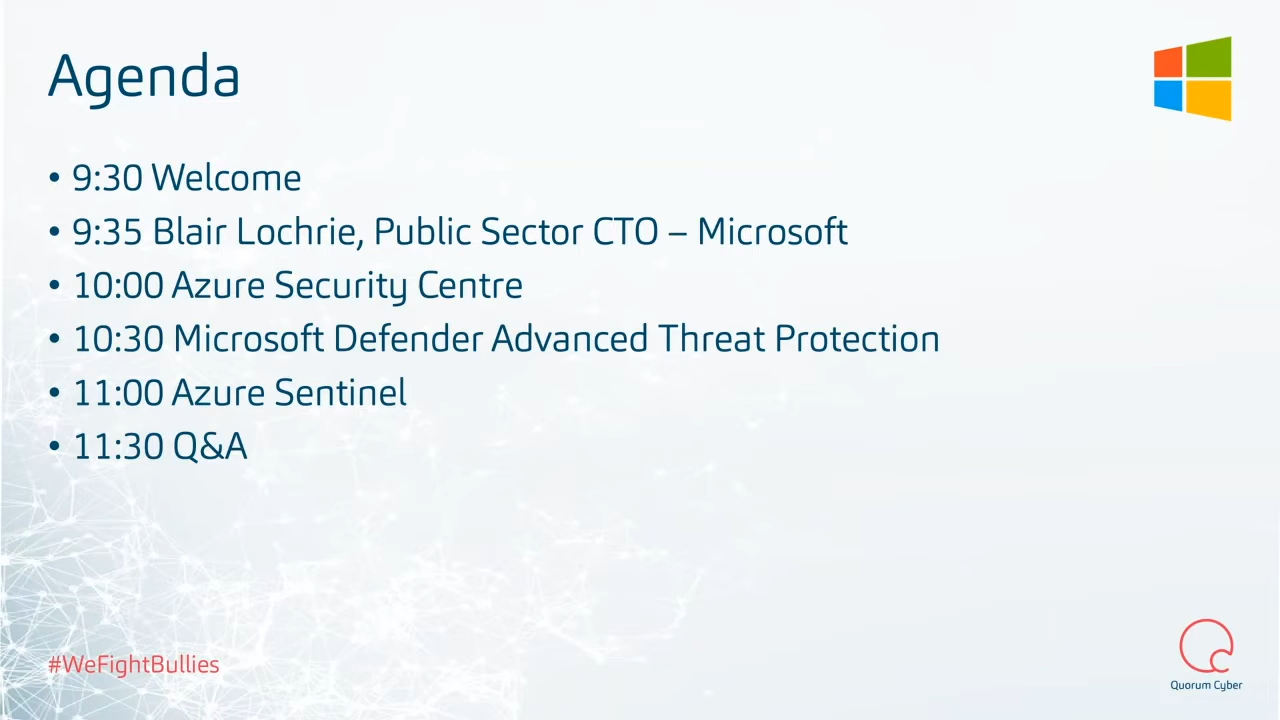 Agenda
• 9:30 Welcome
• 9:35 Blair Lochrie, Public Sector CTO – Microsoft
• 10:00 Azure Security Centre
• 10:30 Microsoft Defender Advanced Threat Protection
• 11:00 Azure Sentinel
• 11:30 Q&A
#WeFightBullies
Quorum Cyber